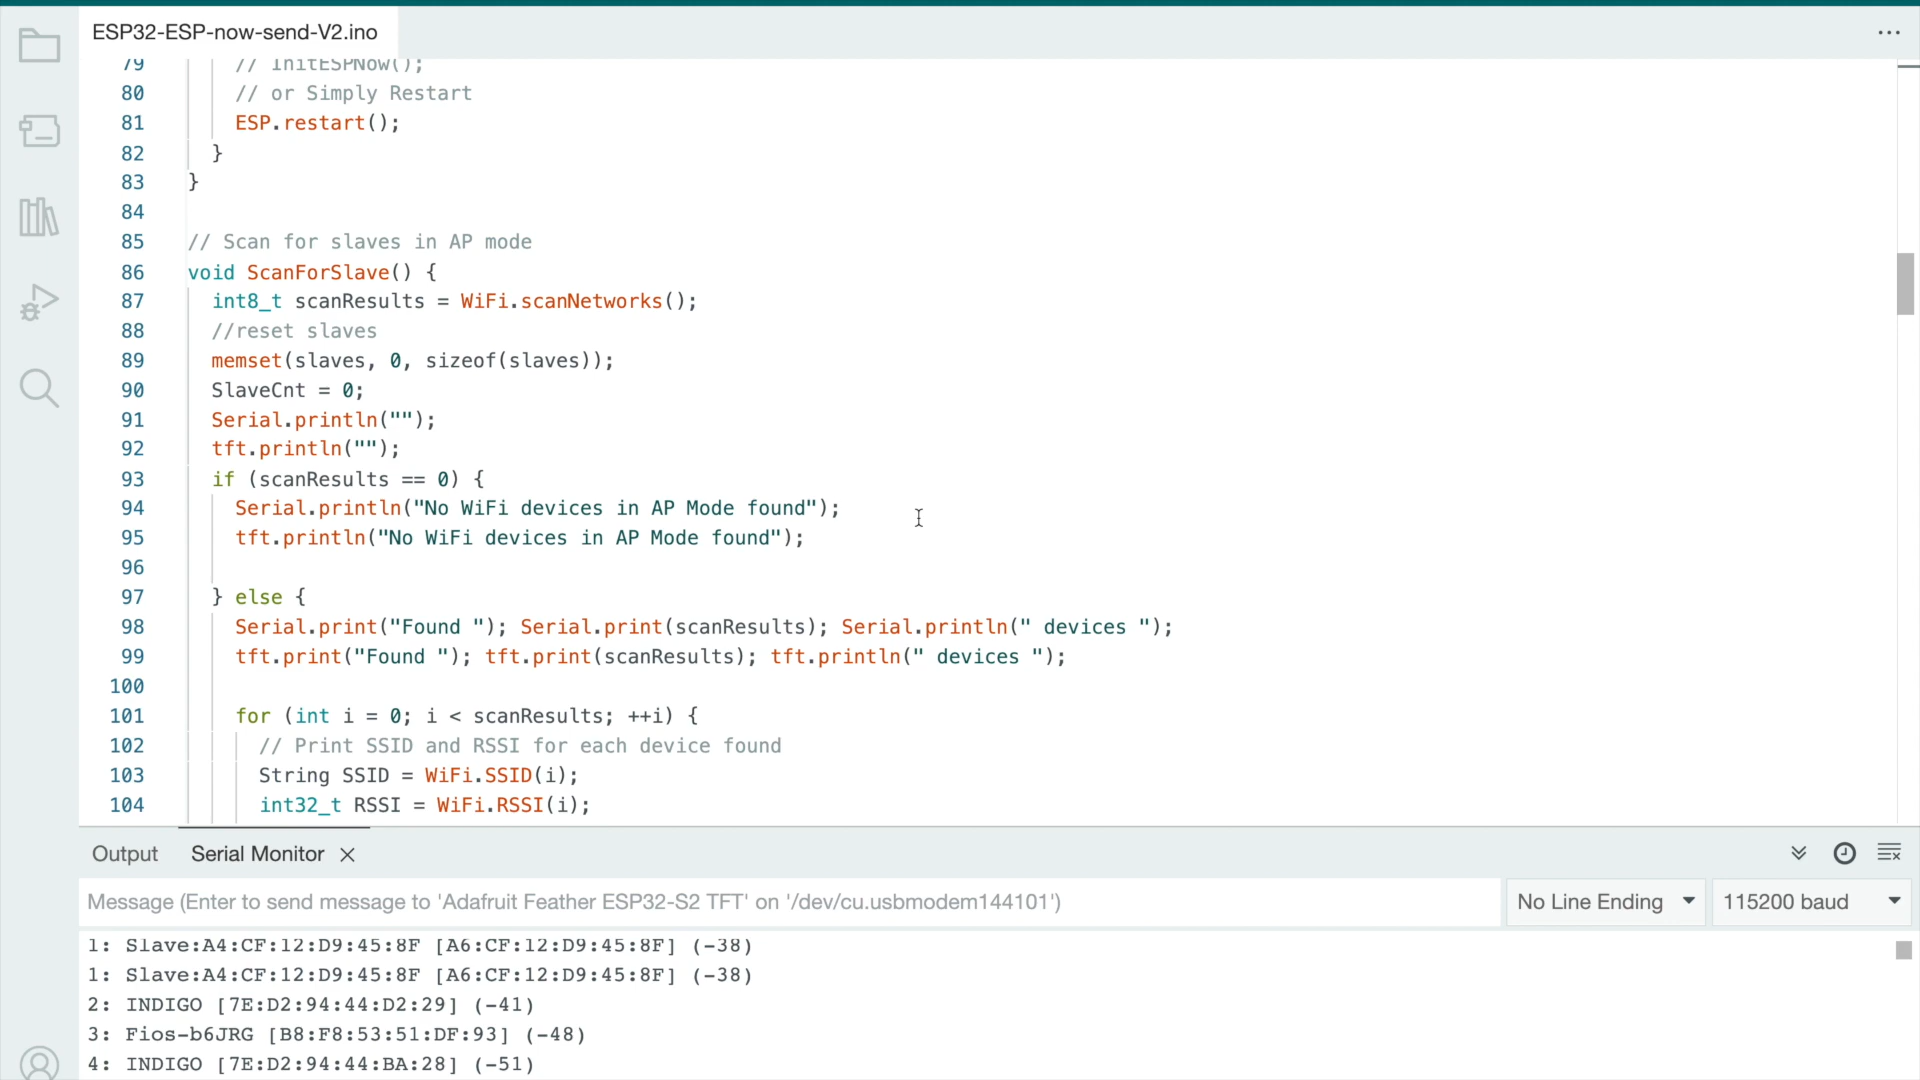 ESP32-ESP-now-send-V2.ino
79 // InitESPNow();
80 // or Simply Restart
81 ESP.restart();
82 }
83 }
84
85 // Scan for slaves in AP mode
86 void ScanForSlave() {
87 int8_t scanResults = WiFi.scanNetworks();
88 //reset slaves
89 memset(slaves, 0, sizeof(slaves));
90 SlaveCnt = 0;
91 Serial.println("");
92 tft.println("");
93 if (scanResults == 0) {
94 Serial.println("No WiFi devices in AP Mode found");
95 tft.println("No WiFi devices in AP Mode found");
96
97 } else {
98 Serial.print("Found "); Serial.print(scanResults); Serial.println(" devices ");
99 tft.print("Found "); tft.print(scanResults); tft.println(" devices ");
100
101 for (int i = 0; i < scanResults; ++i) {
102 // Print SSID and RSSI for each device found
103 String SSID = WiFi.SSID(i);
104 int32_t RSSI = WiFi.RSSI(i);
Output Serial Monitor
Message (Enter to send message to 'Adafruit Feather ESP32-S2 TFT' on '/dev/cu.usbmodem144101') No Line Ending 115200 baud
1: Slave:A4:CF:12:D9:45:8F [A6:CF:12:D9:45:8F] (-38)
1: Slave:A4:CF:12:D9:45:8F [A6:CF:12:D9:45:8F] (-38)
2: INDIGO [7E:D2:94:44:D2:29] (-41)
3: Fios-b6JRG [B8:F8:53:51:DF:93] (-48)
4: INDIGO [7E:D2:94:44:BA:28] (-51)